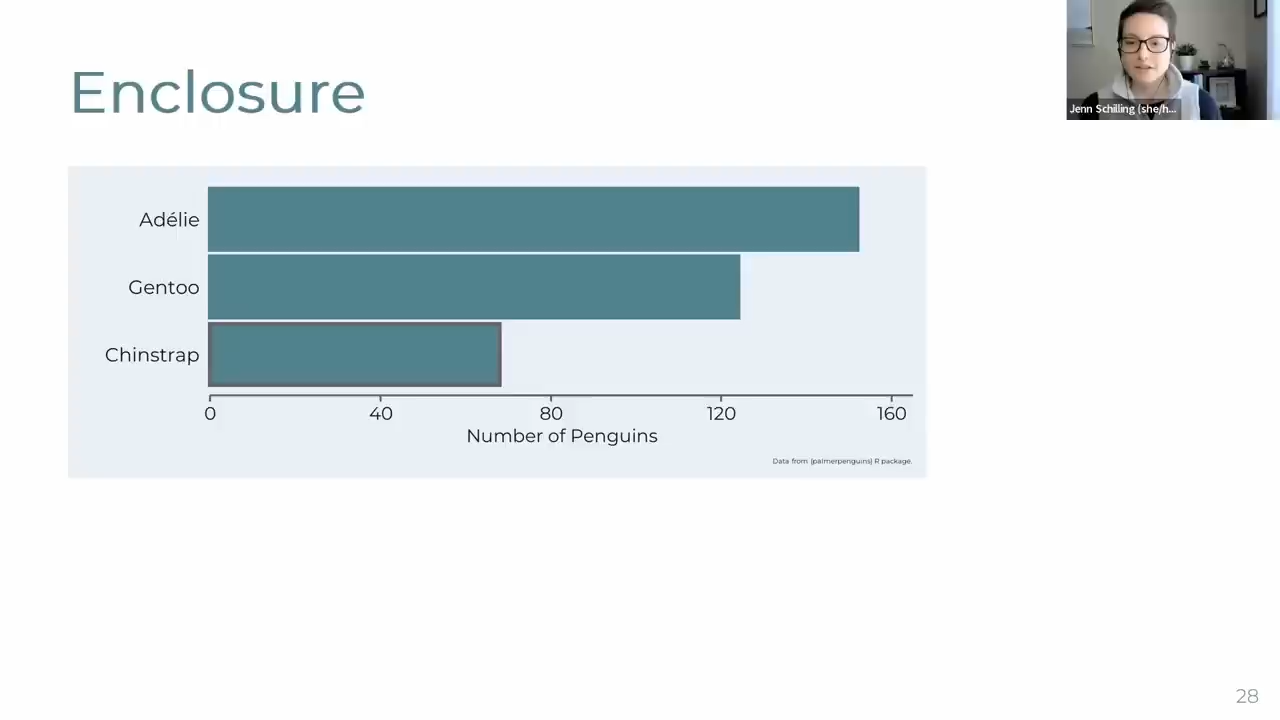 Enclosure
Jenn Schilling (she/h...
Adélie
Gentoo
Chinstrap
0 40 80 120 160
Number of Penguins
Data from {palmerpenguins} R package.
28